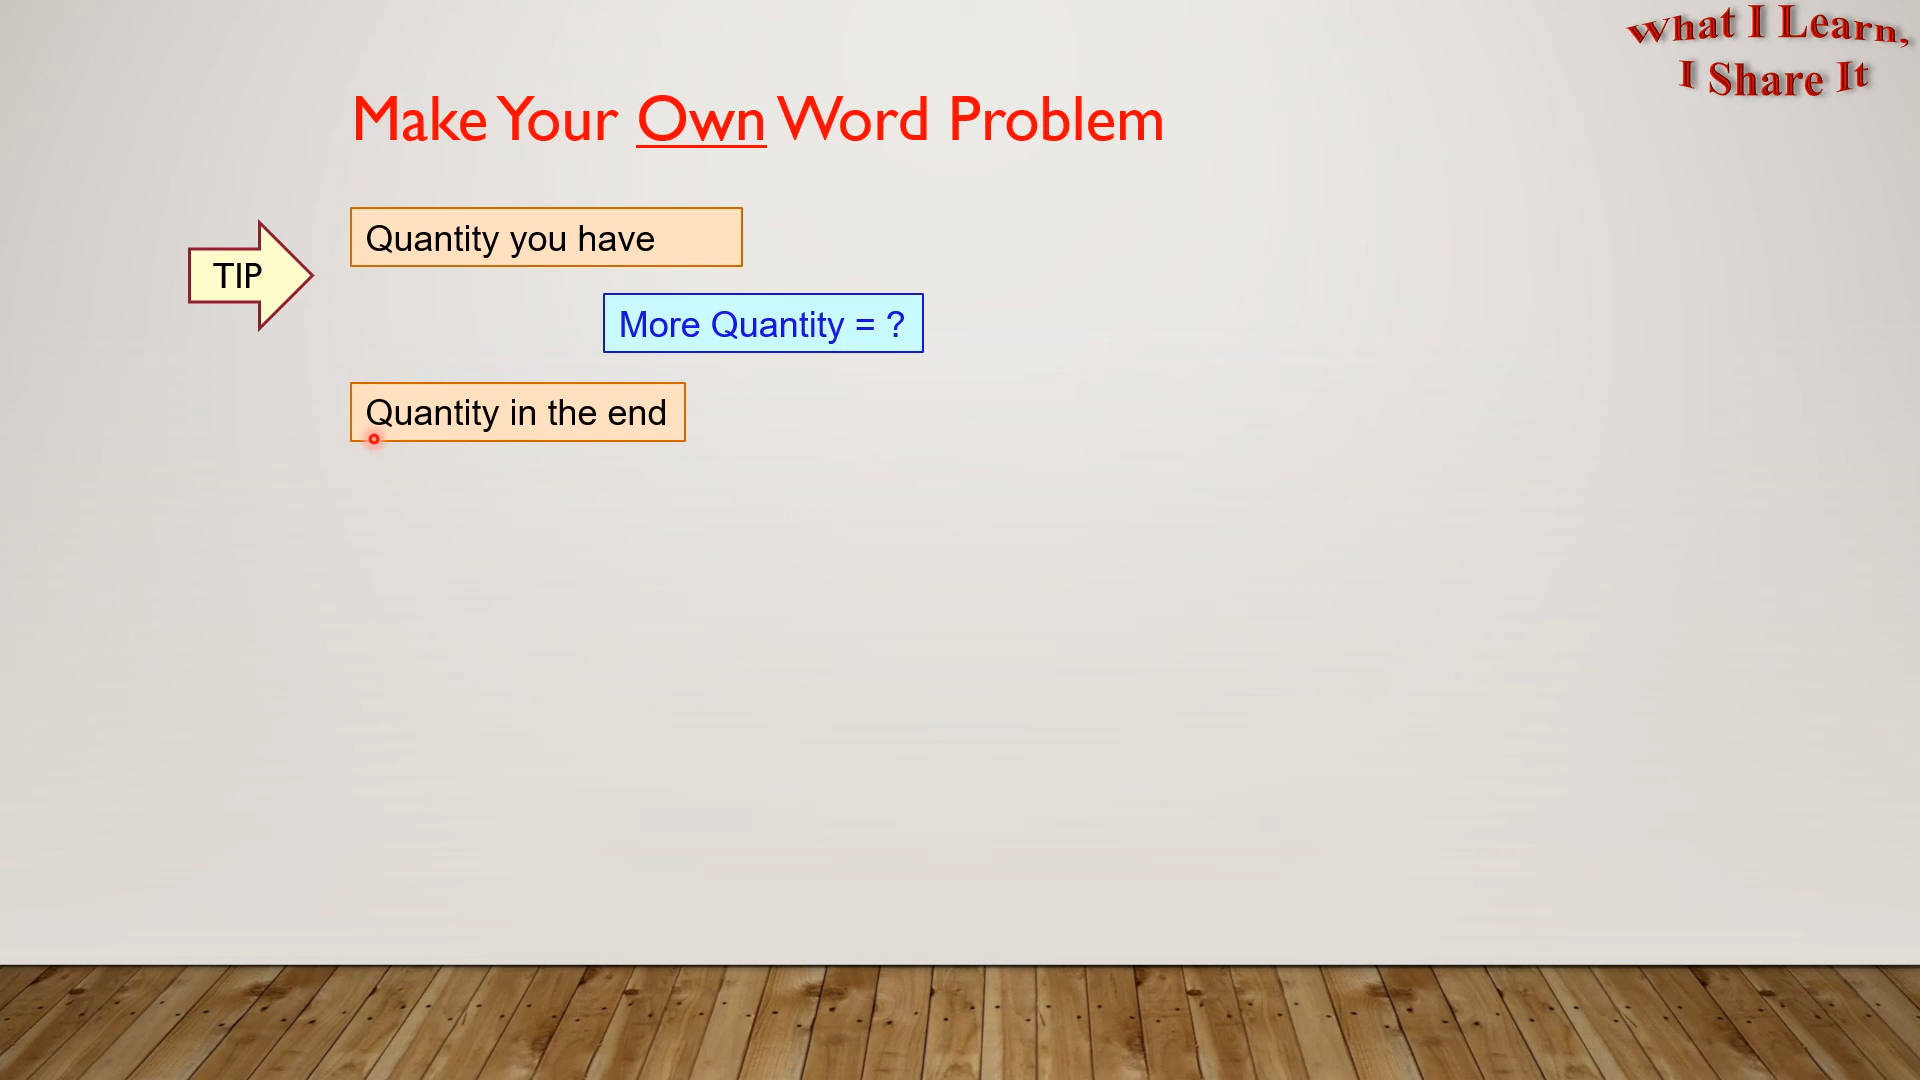 What I Learn,
I Share It
Make Your Own Word Problem
Quantity you have
TIP
More Quantity = ?
Quantity in the end